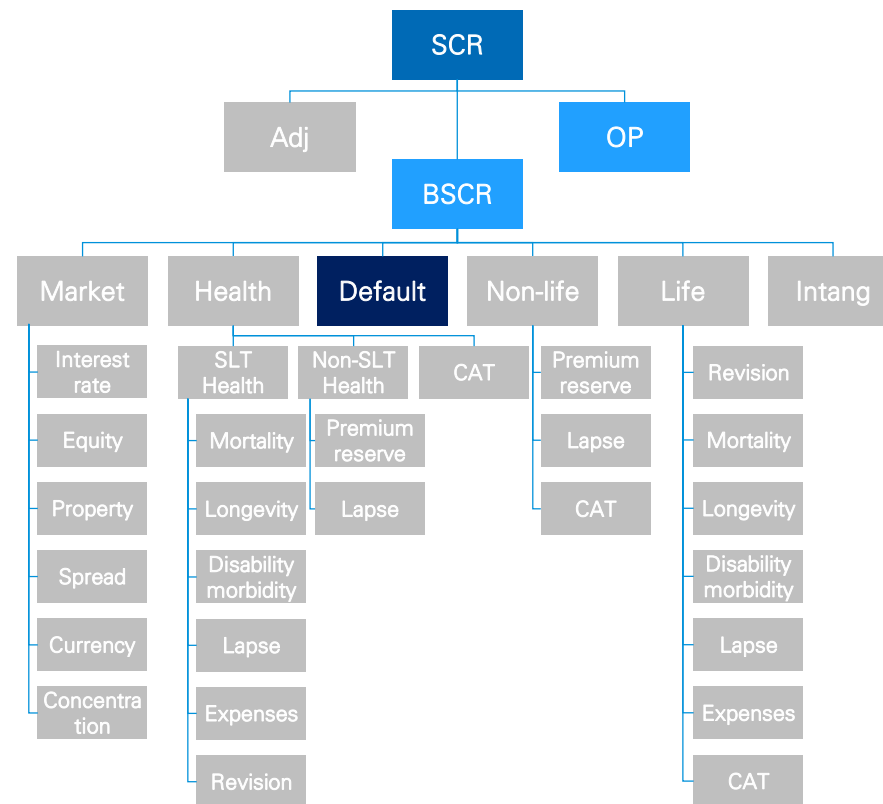 SCR
Adj
OP
BSCR
Market
Health
Default
Non-life
Life
Intang
Interest
rate
Equity
Property
Spread
Currency
Concentra
tion
SLT
Health
Mortality
Longevity
Disability
morbidity
Lapse
Expenses
Revision
Non-SLT
Health
Premium
reserve
Lapse
CAT
Premium
reserve
Lapse
CAT
Revision
Mortality
Longevity
Disability
morbidity
Lapse
Expenses
CAT